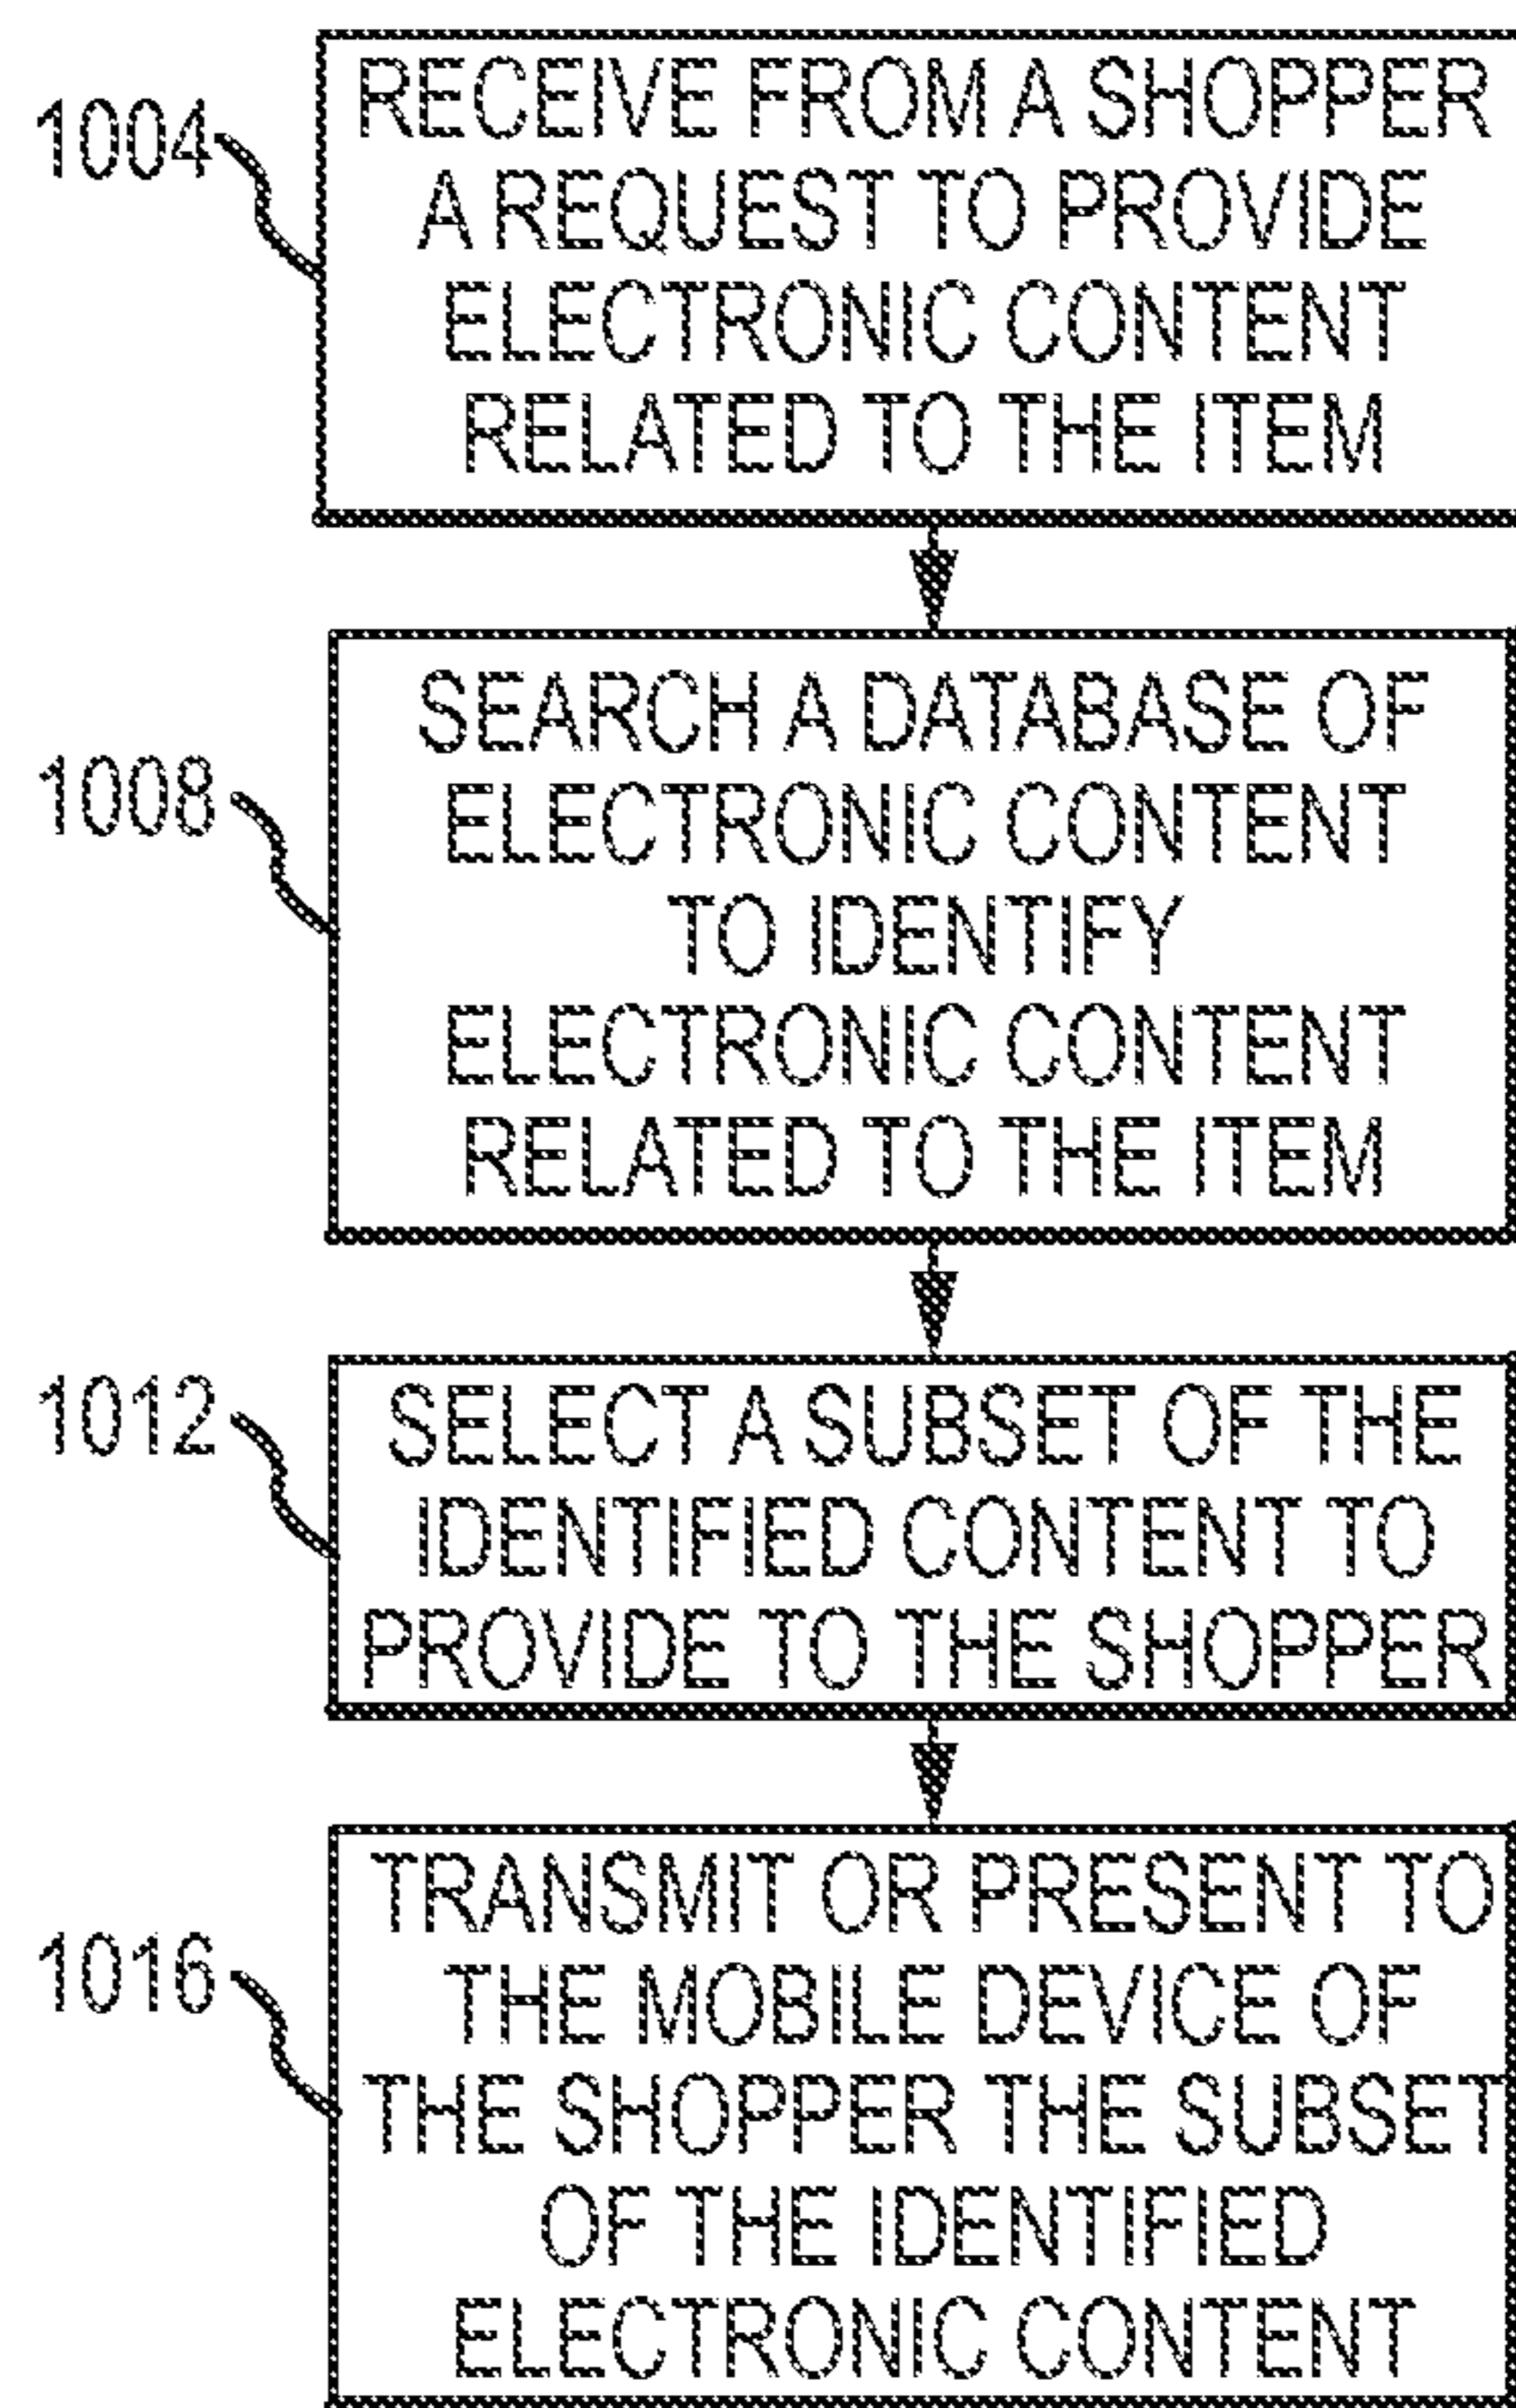 1004
RECEIVE FROM A SHOPPER
A REQUEST TO PROVIDE
ELECTRONIC CONTENT
RELATED TO THE ITEM
1008
SEARCH A DATABASE OF
ELECTRONIC CONTENT
TO IDENTIFY
ELECTRONIC CONTENT
RELATED TO THE ITEM
1012
SELECT A SUBSET OF THE
IDENTIFIED CONTENT TO
PROVIDE TO THE SHOPPER
1016
TRANSMIT OR PRESENT TO
THE MOBILE DEVICE OF
THE SHOPPER THE SUBSET
OF THE IDENTIFIED
ELECTRONIC CONTENT